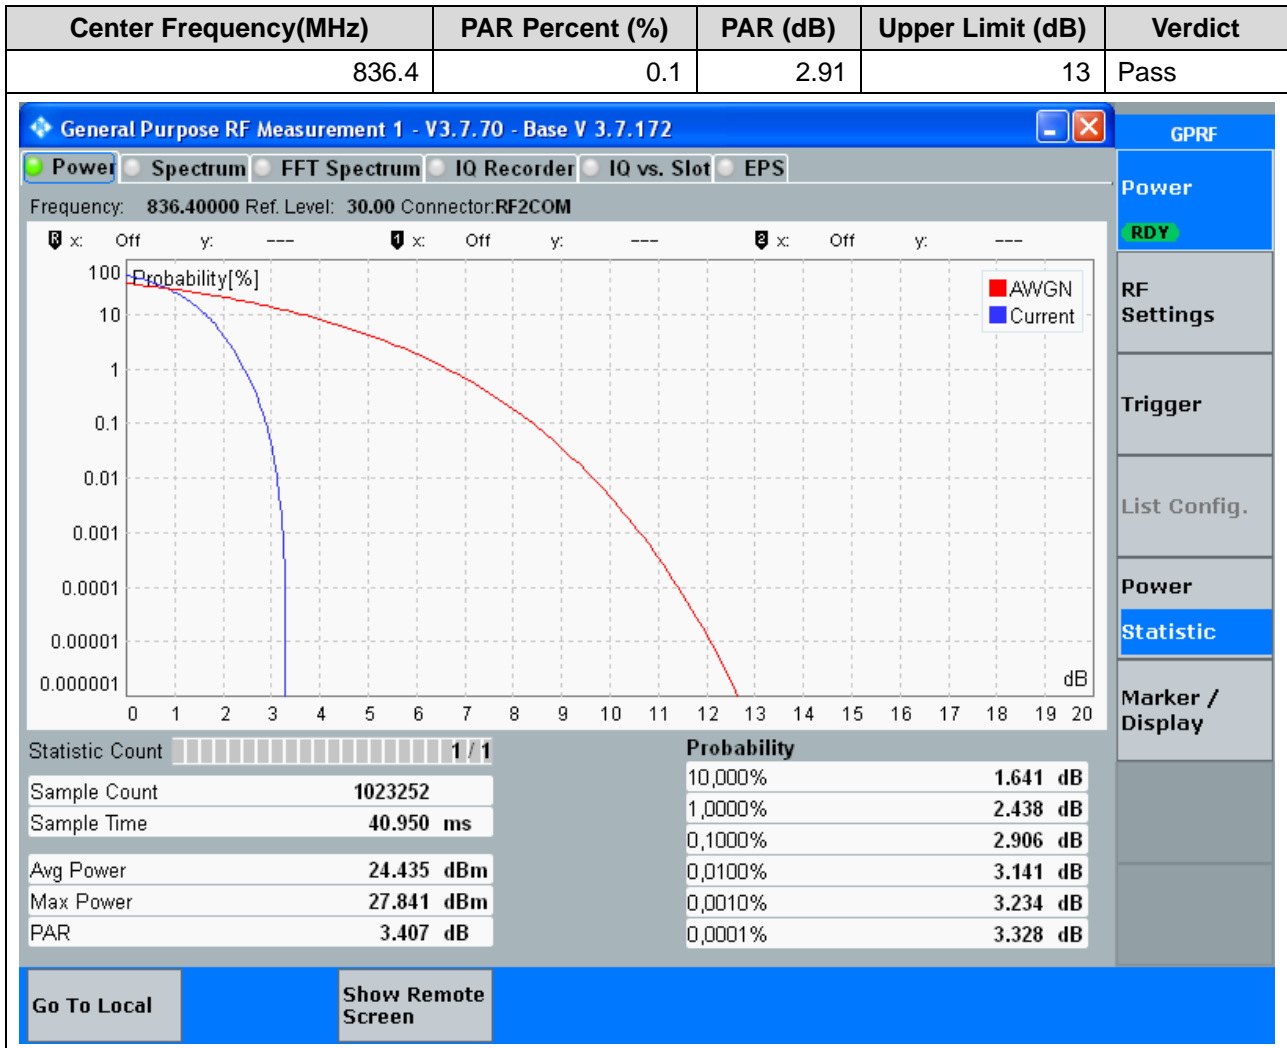 Center Frequency(MHz) PAR Percent (%) PAR (dB) Upper Limit (dB) Verdict
836.4 0.1 2.91 13 Pass
General Purpose RF Measurement 1 - V3.7.70 - Base V 3.7.172
GPRF
Power Spectrum FFT Spectrum IQ Recorder IQ vs. Slot EPS
Frequency: 836.40000 Ref. Level: 30.00 Connector:RF2COM
R x: Off y: --- 1 x: Off y: --- 2 x: Off y: ---
Probability[%]
100
10
1
0.1
0.01
0.001
0.0001
0.00001
0.000001
AWGN
Current
dB
0 1 2 3 4 5 6 7 8 9 10 11 12 13 14 15 16 17 18 19 20
Statistic Count 1 / 1
Sample Count 1023252
Sample Time 40.950 ms
Avg Power 24.435 dBm
Max Power 27.841 dBm
PAR 3.407 dB
Probability
10,000% 1.641 dB
1,0000% 2.438 dB
0,1000% 2.906 dB
0,0100% 3.141 dB
0,0010% 3.234 dB
0,0001% 3.328 dB
Power
RDY
RF
Settings
Trigger
List Config.
Power
Statistic
Marker /
Display
Go To Local
Show Remote
Screen